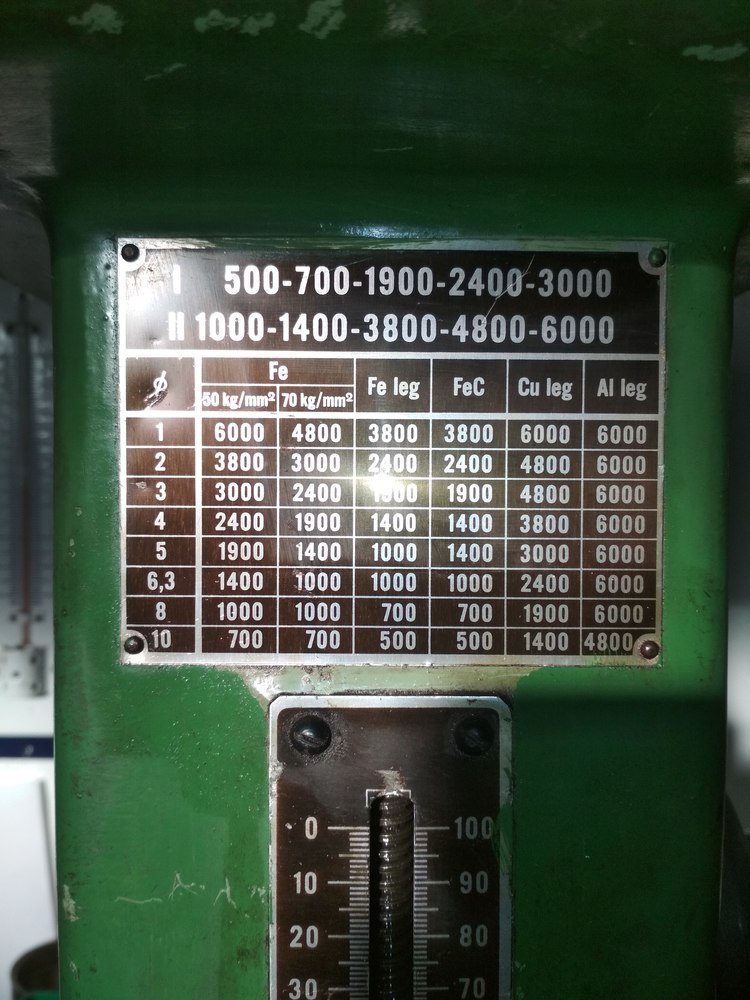 I 500-700-1900-2400-3000
II 1000-1400-3800-4800-6000
ϕ Fe Fe leg FeC Cu leg Al leg
50 kg/mm² 70 kg/mm²
1 6000 4800 3800 3800 6000 6000
2 3800 3000 2400 2400 4800 6000
3 3000 2400 1900 1900 4800 6000
4 2400 1900 1400 1400 3800 6000
5 1900 1400 1000 1400 3000 6000
6,3 1400 1000 1000 1000 2400 6000
8 1000 1000 700 700 1900 6000
10 700 700 500 500 1400 4800
0 100
10 90
20 80
30 70